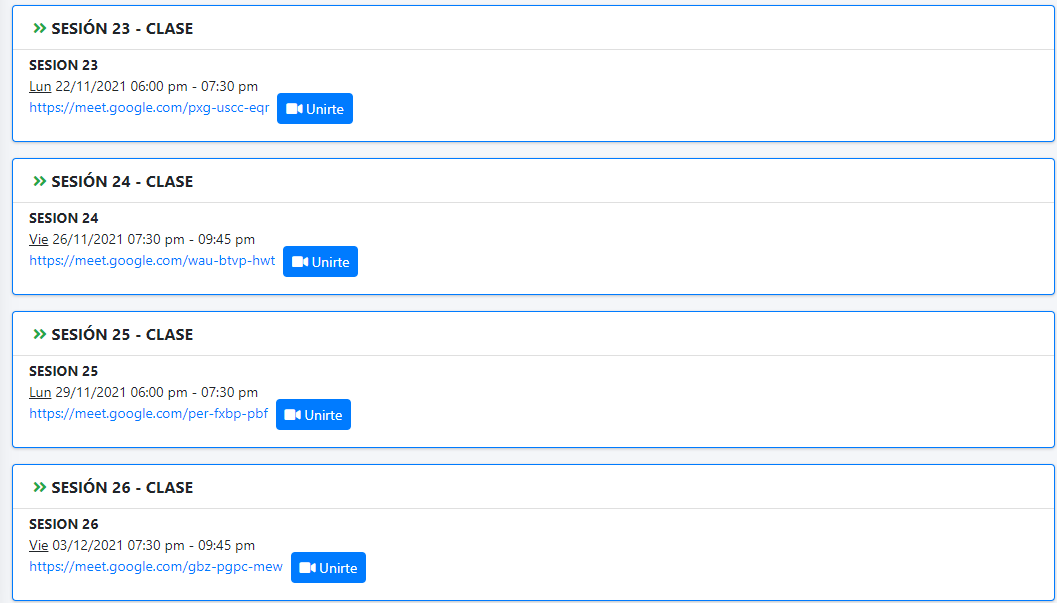 SESIÓN 23 - CLASE
SESION 23
Lun 22/11/2021 06:00 pm - 07:30 pm
https://meet.google.com/pxg-uscc-eqr Unirte
SESIÓN 24 - CLASE
SESION 24
Vie 26/11/2021 07:30 pm - 09:45 pm
https://meet.google.com/wau-btvp-hwt Unirte
SESIÓN 25 - CLASE
SESION 25
Lun 29/11/2021 06:00 pm - 07:30 pm
https://meet.google.com/per-fxbp-pbf Unirte
SESIÓN 26 - CLASE
SESION 26
Vie 03/12/2021 07:30 pm - 09:45 pm
https://meet.google.com/gbz-pgpc-mew Unirte